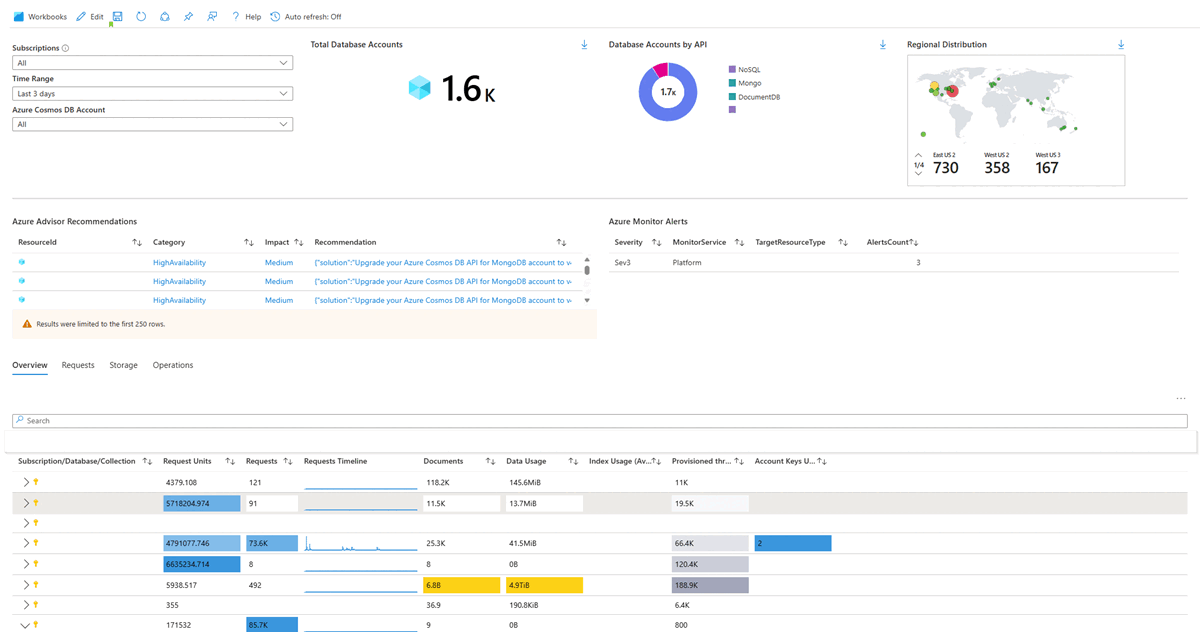 Workbooks Edit ? Help Auto refresh: Off
Subscriptions
All
Time Range
Last 3 days
Azure Cosmos DB Account
All
Total Database Accounts
1.6K
Database Accounts by API
1.7K
NoSQL
Mongo
DocumentDB
Regional Distribution
1/4
East US 2 West US 2 West US 3
730 358 167
Azure Advisor Recommendations
ResourceId Category Impact Recommendation
HighAvailability Medium {"solution":"Upgrade your Azure Cosmos DB API for MongoDB account to v
HighAvailability Medium {"solution":"Upgrade your Azure Cosmos DB API for MongoDB account to v
HighAvailability Medium {"solution":"Upgrade your Azure Cosmos DB API for MongoDB account to v
Results were limited to the first 250 rows.
Azure Monitor Alerts
Severity MonitorService TargetResourceType AlertsCount
Sev3 Platform 3
Overview Requests Storage Operations
...
Search
Subscription/Database/Collection Request Units Requests Requests Timeline Documents Data Usage Index Usage (Av... Provisioned thr... Account Keys U...
4379.108 121 118.2K 145.6MiB 11K
5718204.974 91 11.5K 13.7MiB 19.5K
4791077.746 73.6K 25.3K 41.5MiB 66.4K 2
6635234.714 8 8 0B 120.4K
5938.517 492 6.8B 4.9TiB 188.9K
355 36.9 190.8KiB 6.4K
171532 85.7K 9 0B 800